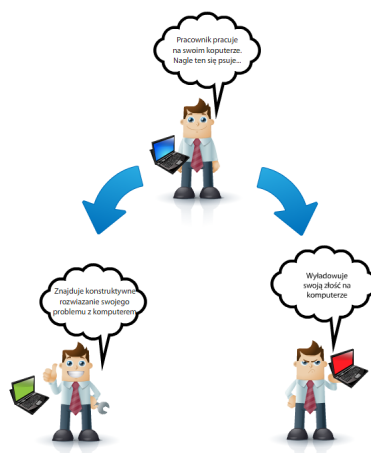 Pracownik pracuje
na swoim koputerze.
Nagle ten się psuje...
Znajduje konstruktywne
rozwiazanie swojego
problemu z komputerem
Wyładowuje
swoją złość na
komputerze